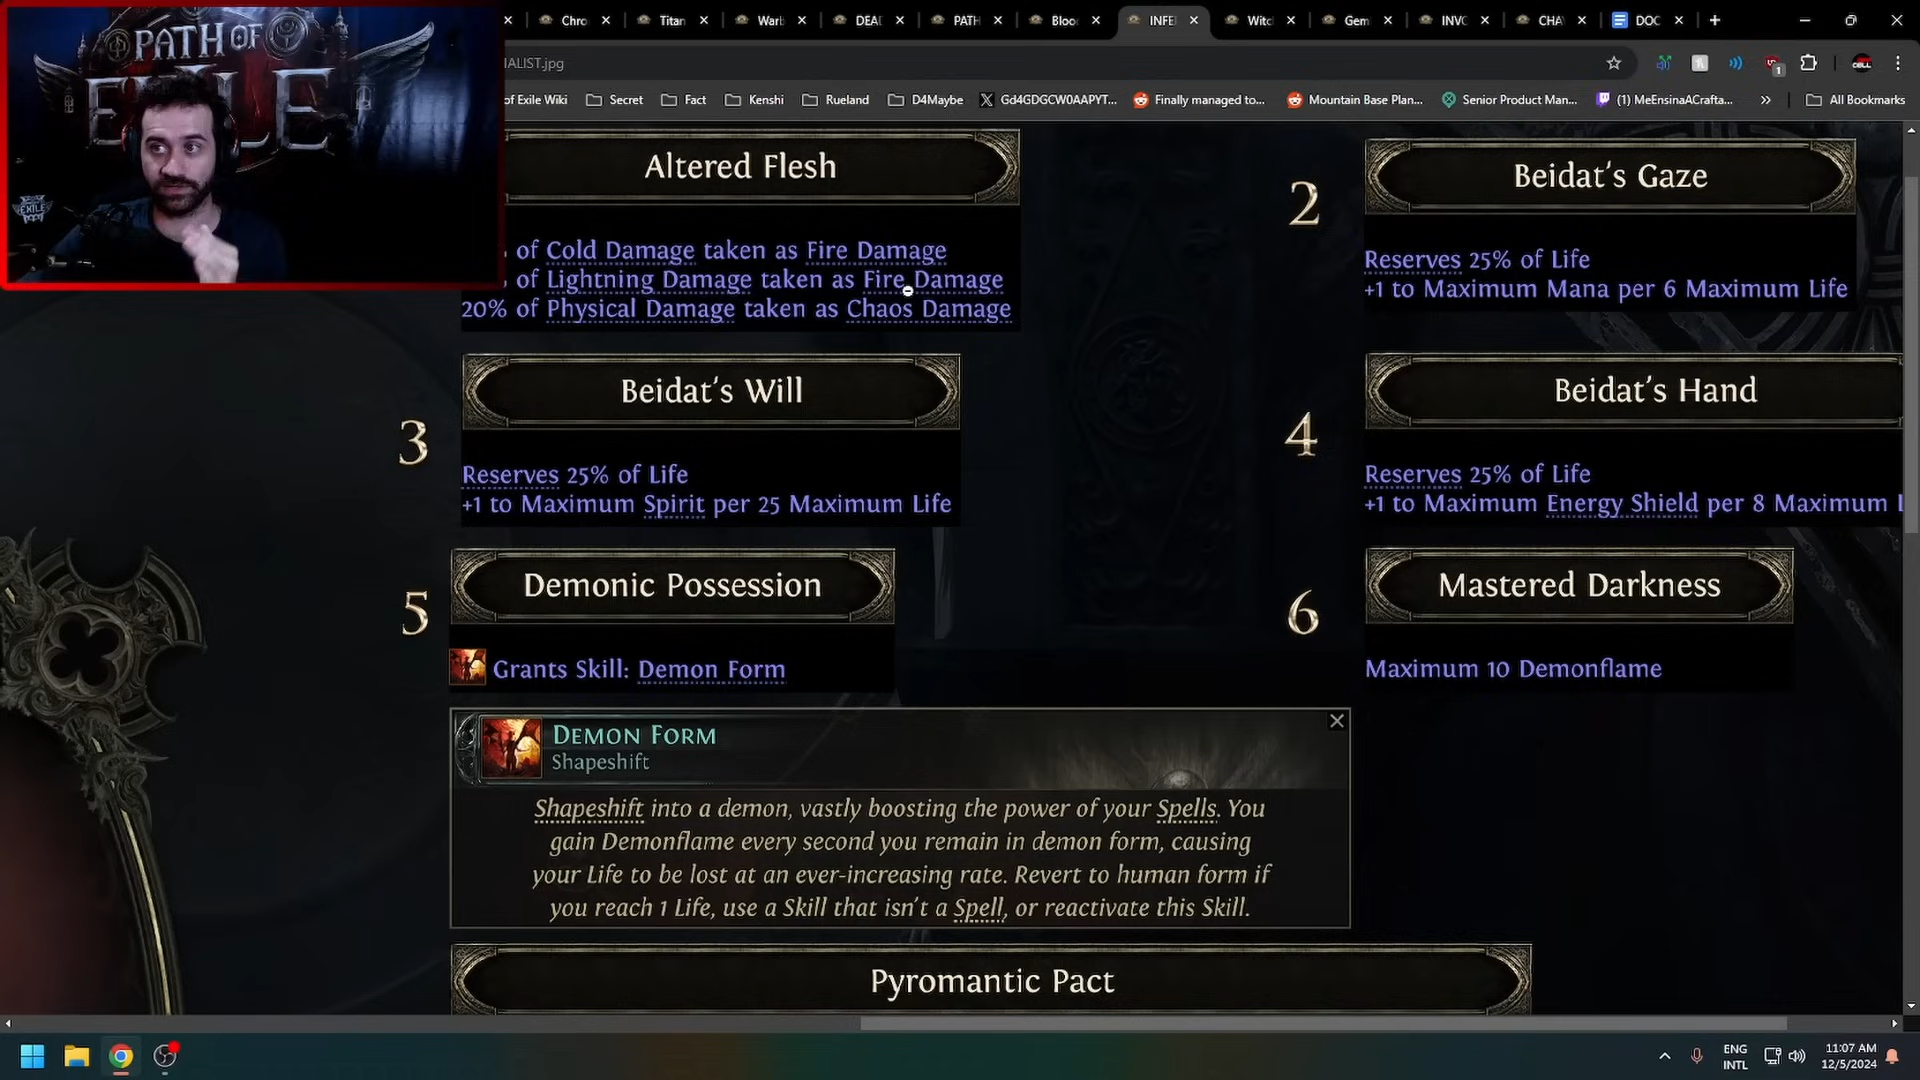 PATH OF
EXILE
EXILE
Chro
Titan
Warb
DEA
PATH
Bloo
INFE
Witc
Gem
INVO
CHA
DOC
IALIST.jpg
of Exile Wiki
Secret
Fact
Kenshi
Rueland
D4Maybe
Gd4GDGCW0AAPYT...
Finally managed to...
Mountain Base Plan...
Senior Product Man...
(1) MeEnsinaACrafta...
»
All Bookmarks
Altered Flesh
of Cold Damage taken as Fire Damage
of Lightning Damage taken as Fire Damage
20% of Physical Damage taken as Chaos Damage
2
Beidat's Gaze
Reserves 25% of Life
+1 to Maximum Mana per 6 Maximum Life
3
Beidat's Will
Reserves 25% of Life
+1 to Maximum Spirit per 25 Maximum Life
4
Beidat's Hand
Reserves 25% of Life
+1 to Maximum Energy Shield per 8 Maximum L
5
Demonic Possession
Grants Skill: Demon Form
6
Mastered Darkness
Maximum 10 Demonflame
Demon Form
Shapeshift
Shapeshift into a demon, vastly boosting the power of your Spells. You
gain Demonflame every second you remain in demon form, causing
your Life to be lost at an ever-increasing rate. Revert to human form if
you reach 1 Life, use a Skill that isn't a Spell, or reactivate this Skill.
Pyromantic Pact
ENG
INTL
11:07 AM
12/5/2024